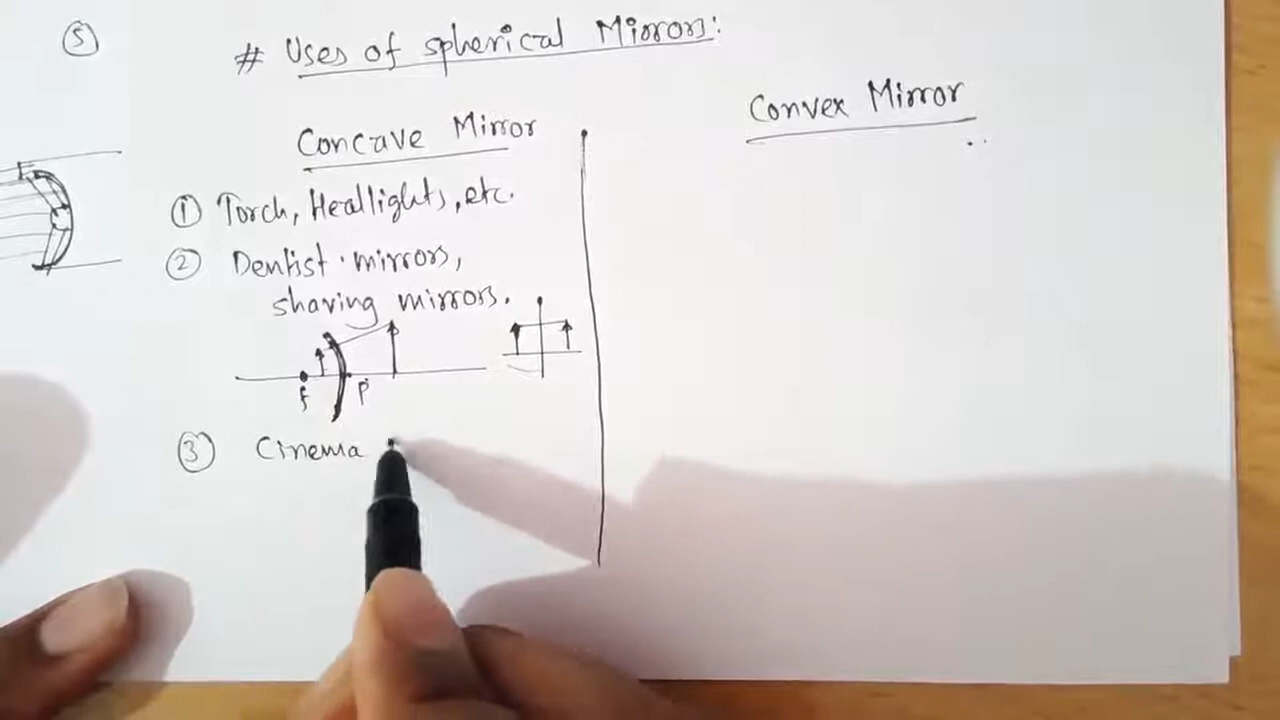 5
# Uses of spherical Mirrors:
Concave Mirror
① Torch, Heallights, etc.
② Dentist mirrors,
shaving mirrors.
f P
③ Cinema
Convex Mirror